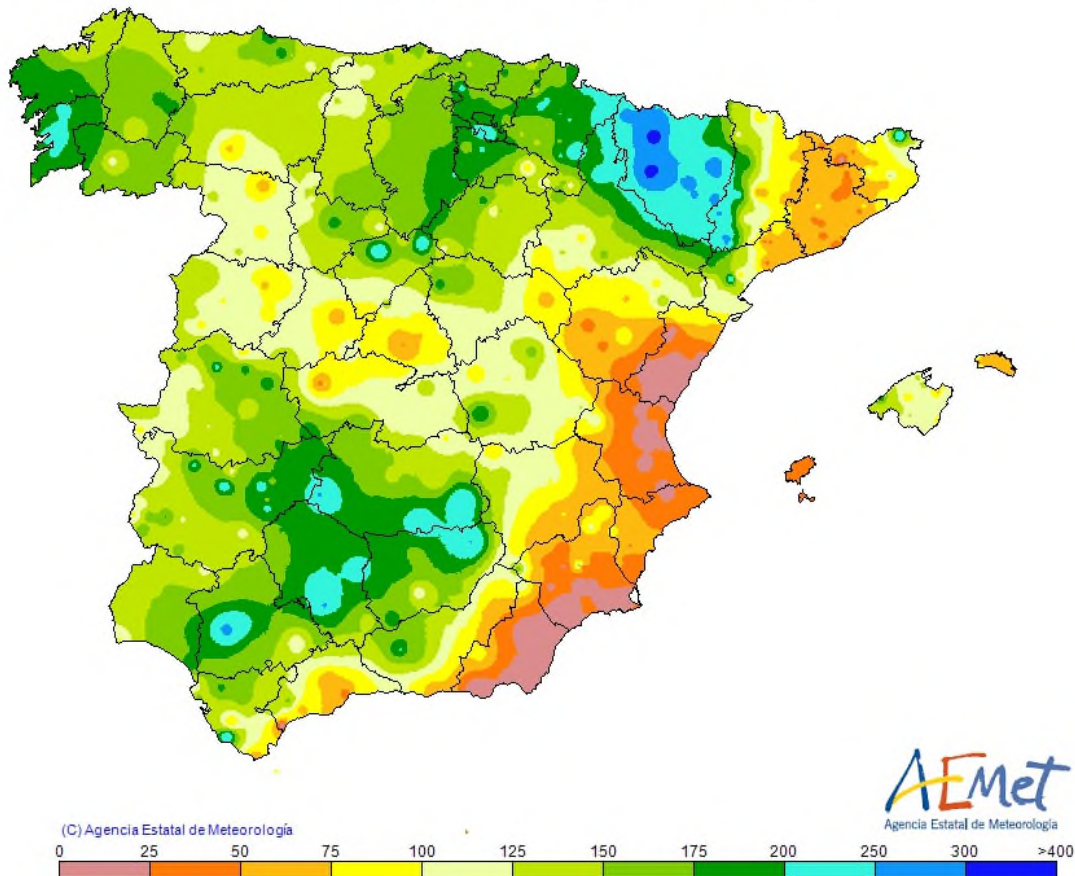 AEMet
Agencia Estatal de Meteorología
(C) Agencia Estatal de Meteorología
0 25 50 75 100 125 150 175 200 250 300 >400